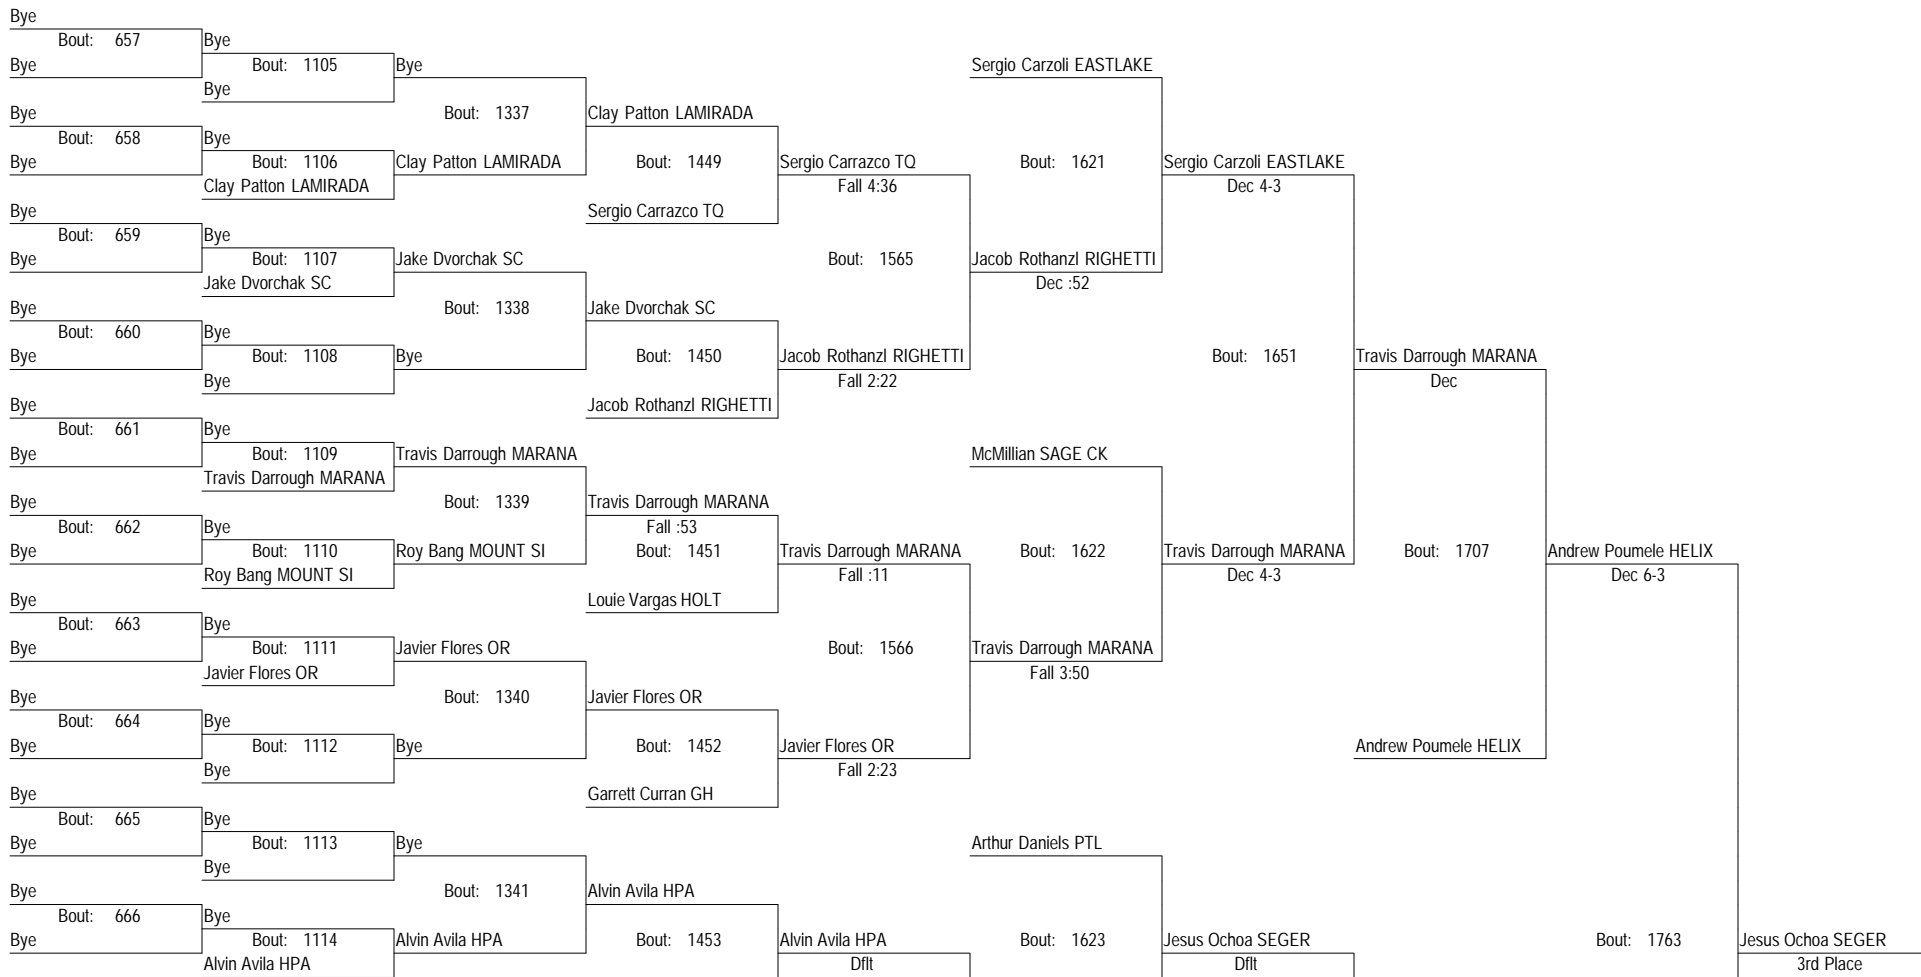 Bye
Bout: 657 Bye
Bye Bout: 1105 Bye Sergio Carzoli EASTLAKE
Bye
Bye Bout: 1337 Clay Patton LAMIRADA
Bout: 658 Bye
Bye Bout: 1106 Clay Patton LAMIRADA Bout: 1449 Sergio Carrazco TQ Bout: 1621 Sergio Carzoli EASTLAKE
Clay Patton LAMIRADA Fall 4:36 Dec 4-3
Bye Sergio Carrazco TQ
Bout: 659 Bye
Bye Bout: 1107 Jake Dvorchak SC Bout: 1565 Jacob Rothanzl RIGHETTI
Jake Dvorchak SC Dec :52
Bye Bout: 1338 Jake Dvorchak SC
Bout: 660 Bye
Bye Bout: 1108 Bye Bout: 1450 Jacob Rothanzl RIGHETTI Bout: 1651 Travis Darrough MARANA
Bye Fall 2:22 Dec
Bye Jacob Rothanzl RIGHETTI
Bout: 661 Bye
Bye Bout: 1109 Travis Darrough MARANA McMillian SAGE CK
Travis Darrough MARANA
Bye Bout: 1339 Travis Darrough MARANA
Bout: 662 Bye Fall :53
Bye Bout: 1110 Roy Bang MOUNT SI Bout: 1451 Travis Darrough MARANA Bout: 1622 Travis Darrough MARANA Bout: 1707 Andrew Poumele HELIX
Roy Bang MOUNT SI Fall :11 Dec 4-3 Dec 6-3
Bye Louie Vargas HOLT
Bout: 663 Bye
Bye Bout: 1111 Javier Flores OR Bout: 1566 Travis Darrough MARANA
Javier Flores OR Fall 3:50
Bye Bout: 1340 Javier Flores OR
Bout: 664 Bye
Bye Bout: 1112 Bye Bout: 1452 Javier Flores OR Andrew Poumele HELIX
Bye Fall 2:23
Bye Garrett Curran GH
Bout: 665 Bye
Bye Bout: 1113 Bye Arthur Daniels PTL
Bye
Bye Bout: 1341 Alvin Avila HPA
Bout: 666 Bye
Bye Bout: 1114 Alvin Avila HPA Bout: 1453 Alvin Avila HPA Bout: 1623 Jesus Ochoa SEGER Bout: 1763 Jesus Ochoa SEGER
Alvin Avila HPA Dflt Dflt 3rd Place